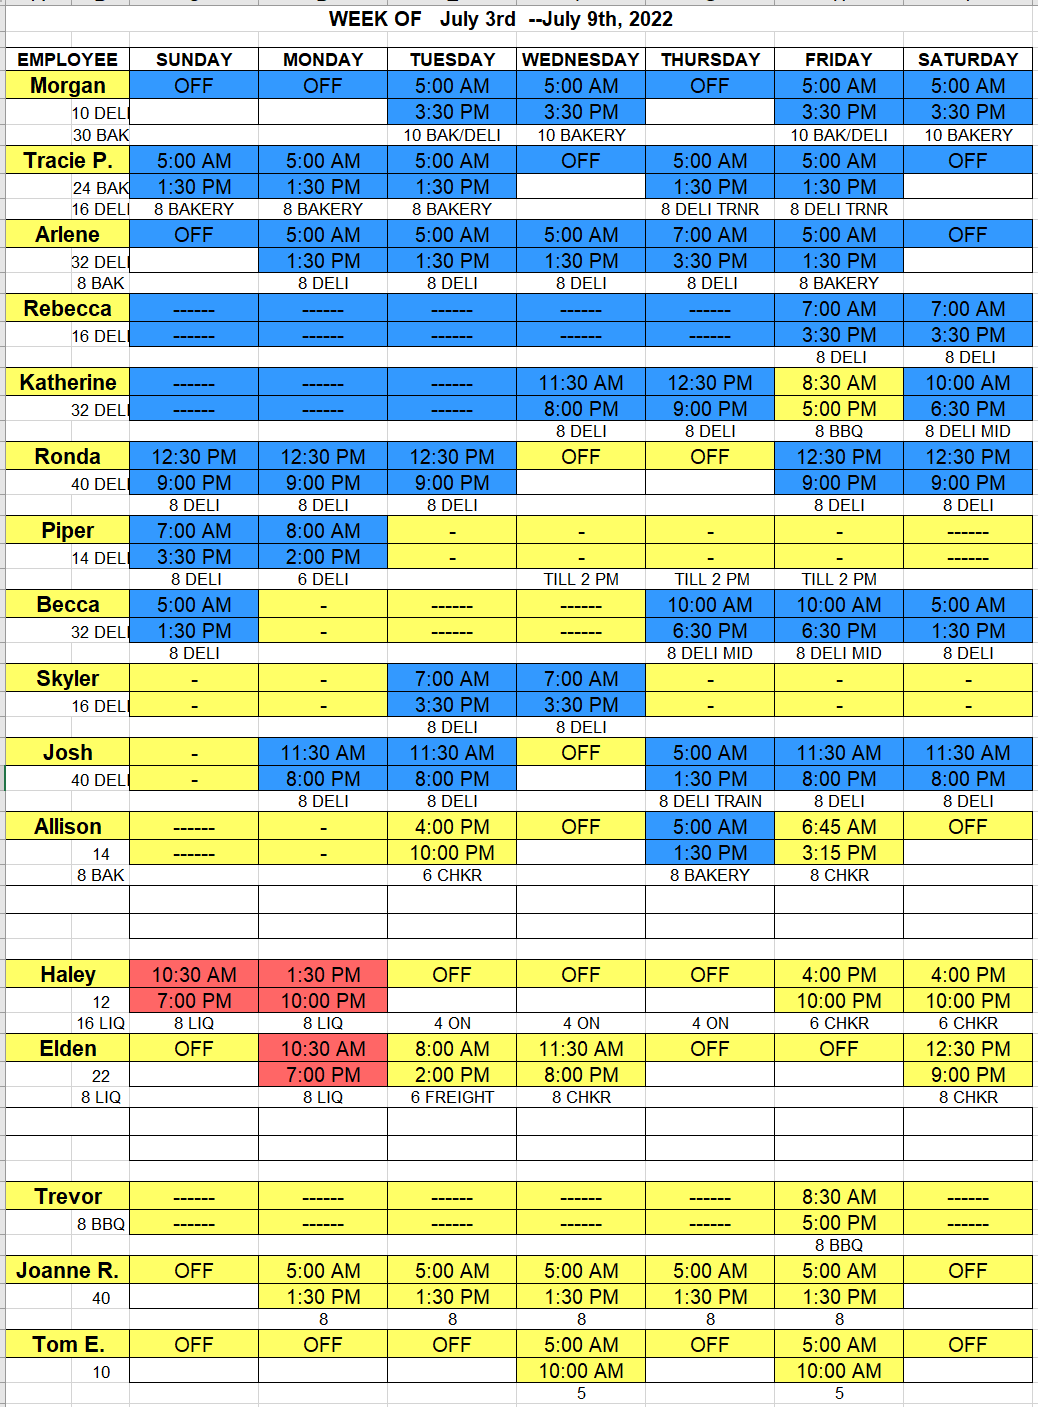 WEEK OF July 3rd --July 9th, 2022
EMPLOYEE SUNDAY MONDAY TUESDAY WEDNESDAY THURSDAY FRIDAY SATURDAY
Morgan OFF OFF 5:00 AM 5:00 AM OFF 5:00 AM 5:00 AM
10 DELI 3:30 PM 3:30 PM 3:30 PM 3:30 PM
30 BAK 10 BAK/DELI 10 BAKERY 10 BAK/DELI 10 BAKERY
Tracie P. 5:00 AM 5:00 AM 5:00 AM OFF 5:00 AM 5:00 AM OFF
24 BAK 1:30 PM 1:30 PM 1:30 PM 1:30 PM 1:30 PM
16 DELI 8 BAKERY 8 BAKERY 8 BAKERY 8 DELI TRNR 8 DELI TRNR
Arlene OFF 5:00 AM 5:00 AM 5:00 AM 7:00 AM 5:00 AM OFF
32 DELI 1:30 PM 1:30 PM 1:30 PM 3:30 PM 1:30 PM
8 BAK 8 DELI 8 DELI 8 DELI 8 DELI 8 BAKERY
Rebecca ------ ------ ------ ------ ------ 7:00 AM 7:00 AM
16 DELI ------ ------ ------ ------ ------ 3:30 PM 3:30 PM
8 DELI 8 DELI
Katherine ------ ------ ------ 11:30 AM 12:30 PM 8:30 AM 10:00 AM
32 DELI ------ ------ ------ 8:00 PM 9:00 PM 5:00 PM 6:30 PM
8 DELI 8 DELI 8 BBQ 8 DELI MID
Ronda 12:30 PM 12:30 PM 12:30 PM OFF OFF 12:30 PM 12:30 PM
40 DELI 9:00 PM 9:00 PM 9:00 PM 9:00 PM 9:00 PM
8 DELI 8 DELI 8 DELI 8 DELI 8 DELI
Piper 7:00 AM 8:00 AM - - - - ------
14 DELI 3:30 PM 2:00 PM - - - - ------
8 DELI 6 DELI TILL 2 PM TILL 2 PM TILL 2 PM
Becca 5:00 AM - ------ ------ 10:00 AM 10:00 AM 5:00 AM
32 DELI 1:30 PM - ------ ------ 6:30 PM 6:30 PM 1:30 PM
8 DELI 8 DELI MID 8 DELI MID 8 DELI
Skyler - - 7:00 AM 7:00 AM - - -
16 DELI - - 3:30 PM 3:30 PM - - -
8 DELI 8 DELI
Josh - 11:30 AM 11:30 AM OFF 5:00 AM 11:30 AM 11:30 AM
40 DELI - 8:00 PM 8:00 PM 1:30 PM 8:00 PM 8:00 PM
8 DELI 8 DELI 8 DELI TRAIN 8 DELI 8 DELI
Allison ------ - 4:00 PM OFF 5:00 AM 6:45 AM OFF
14 ------ - 10:00 PM 1:30 PM 3:15 PM
8 BAK 6 CHKR 8 BAKERY 8 CHKR
Haley 10:30 AM 1:30 PM OFF OFF OFF 4:00 PM 4:00 PM
12 7:00 PM 10:00 PM 10:00 PM 10:00 PM
16 LIQ 8 LIQ 8 LIQ 4 ON 4 ON 4 ON 6 CHKR 6 CHKR
Elden OFF 10:30 AM 8:00 AM 11:30 AM OFF OFF 12:30 PM
22 7:00 PM 2:00 PM 8:00 PM 9:00 PM
8 LIQ 8 LIQ 6 FREIGHT 8 CHKR 8 CHKR
Trevor ------ ------ ------ ------ ------ 8:30 AM ------
8 BBQ ------ ------ ------ ------ ------ 5:00 PM ------
8 BBQ
Joanne R. OFF 5:00 AM 5:00 AM 5:00 AM 5:00 AM 5:00 AM OFF
40 1:30 PM 1:30 PM 1:30 PM 1:30 PM 1:30 PM
8 8 8 8 8
Tom E. OFF OFF OFF 5:00 AM OFF 5:00 AM OFF
10 10:00 AM 10:00 AM
5 5